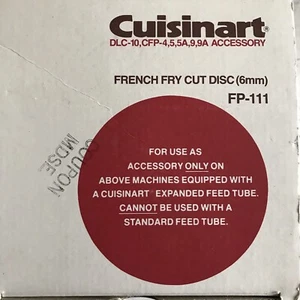 Cuisinart®
DLC-10,CFP-4,5,5A,9,9A ACCESSORY
FRENCH FRY CUT DISC (6mm)
FP-111
COUPON
MDSE.
FOR USE AS
ACCESSORY ONLY ON
ABOVE MACHINES EQUIPPED WITH
A CUISINART® EXPANDED FEED TUBE.
CANNOT BE USED WITH A
STANDARD FEED TUBE.